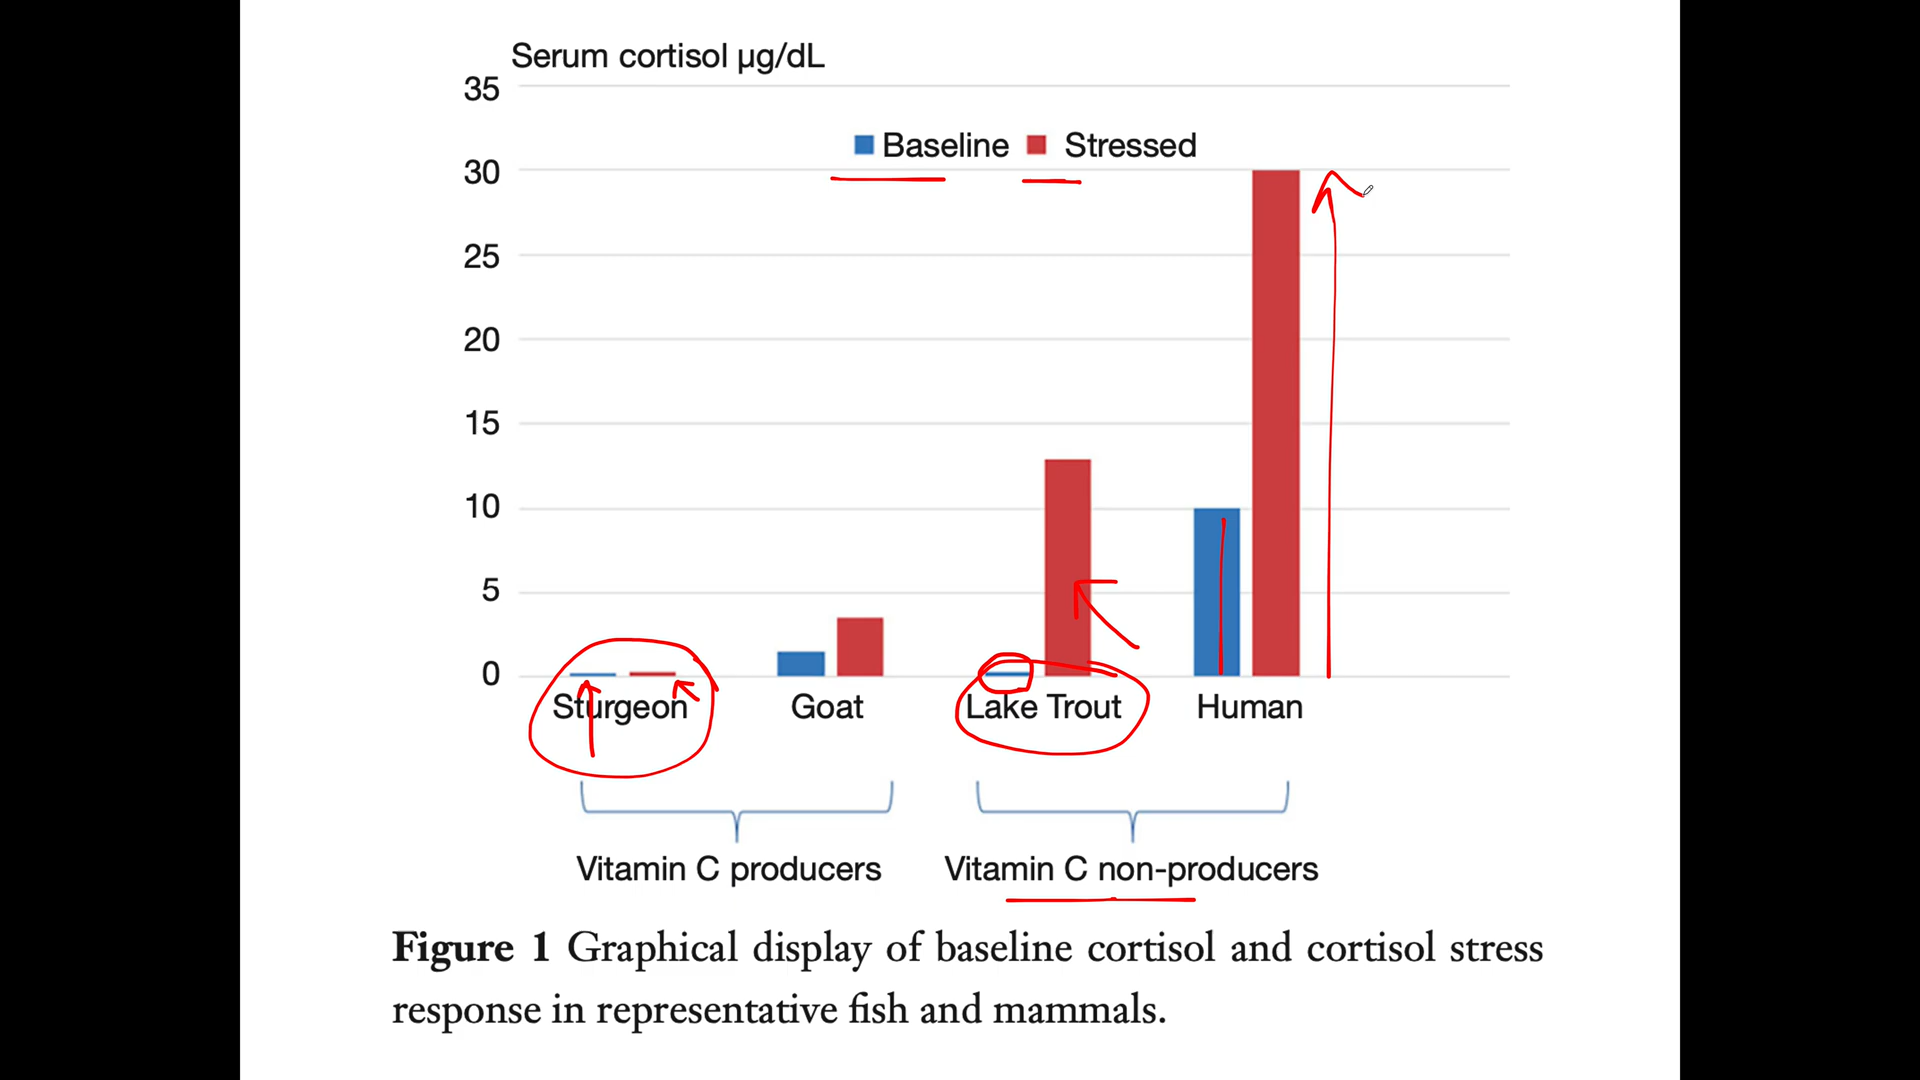 Serum cortisol µg/dL
35
Baseline Stressed
30
25
20
15
10
5
0
Sturgeon Goat Lake Trout Human
Vitamin C producers Vitamin C non-producers
Figure 1 Graphical display of baseline cortisol and cortisol stress
response in representative fish and mammals.